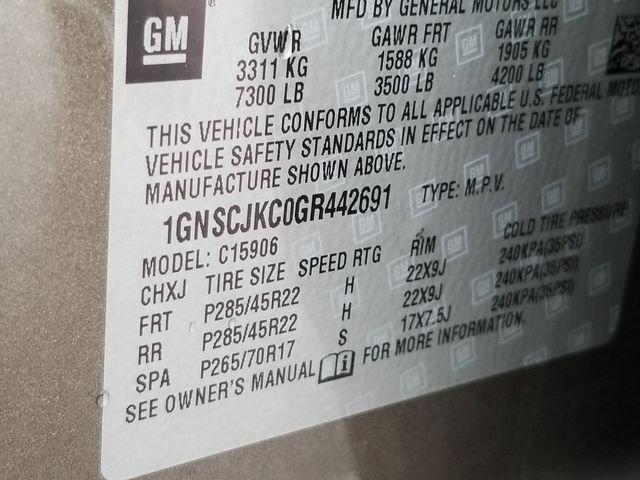 GM
MFD BY GENERAL MOTORS LLC
GVWR GAWR FRT GAWR RR
3311 KG 1588 KG 1905 KG
7300 LB 3500 LB 4200 LB
THIS VEHICLE CONFORMS TO ALL APPLICABLE U.S. FEDERAL MOTO
VEHICLE SAFETY STANDARDS IN EFFECT ON THE DATE OF
MANUFACTURE SHOWN ABOVE.
1GNSCJKC0GR442691 TYPE: M.P.V.
MODEL: C15906
CHXJ TIRE SIZE SPEED RTG RIM COLD TIRE PRESSURE
FRT P285/45R22 H 22X9J 240KPA(35PSI)
RR P285/45R22 H 22X9J 240KPA(35PSI)
SPA P265/70R17 S 17X7.5J 240KPA(35PSI)
SEE OWNER'S MANUAL i FOR MORE INFORMATION.